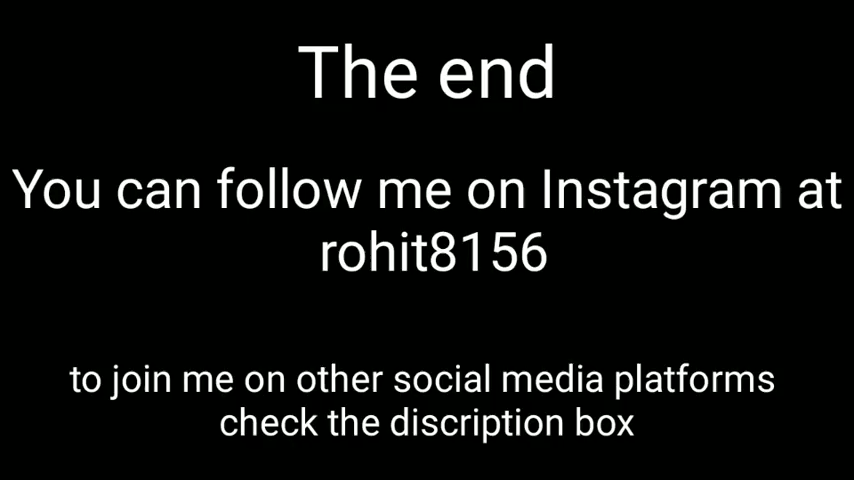 The end
You can follow me on Instagram at
rohit8156
to join me on other social media platforms
check the discription box